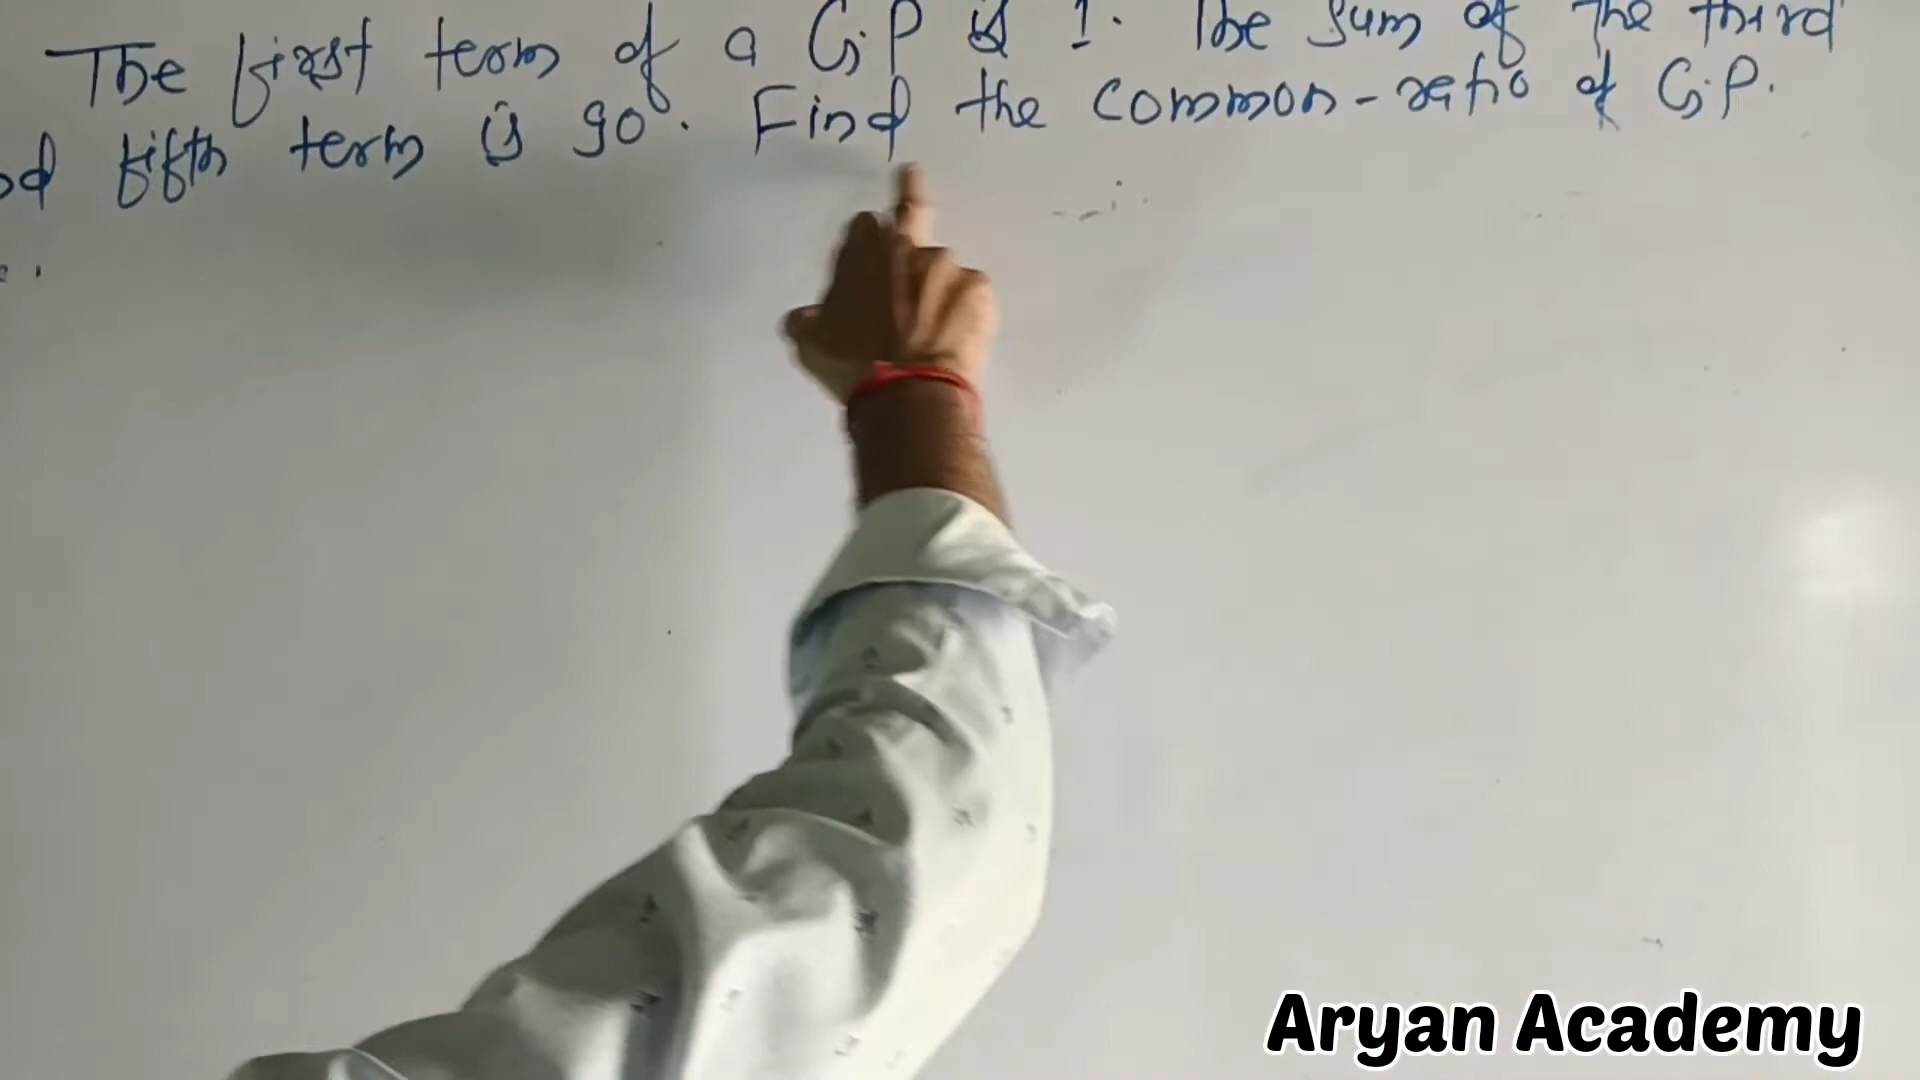 The first term of a G.P is 1. The sum of the third
nd fifth term is 90. Find the common-ratio of G.P.
Aryan Academy